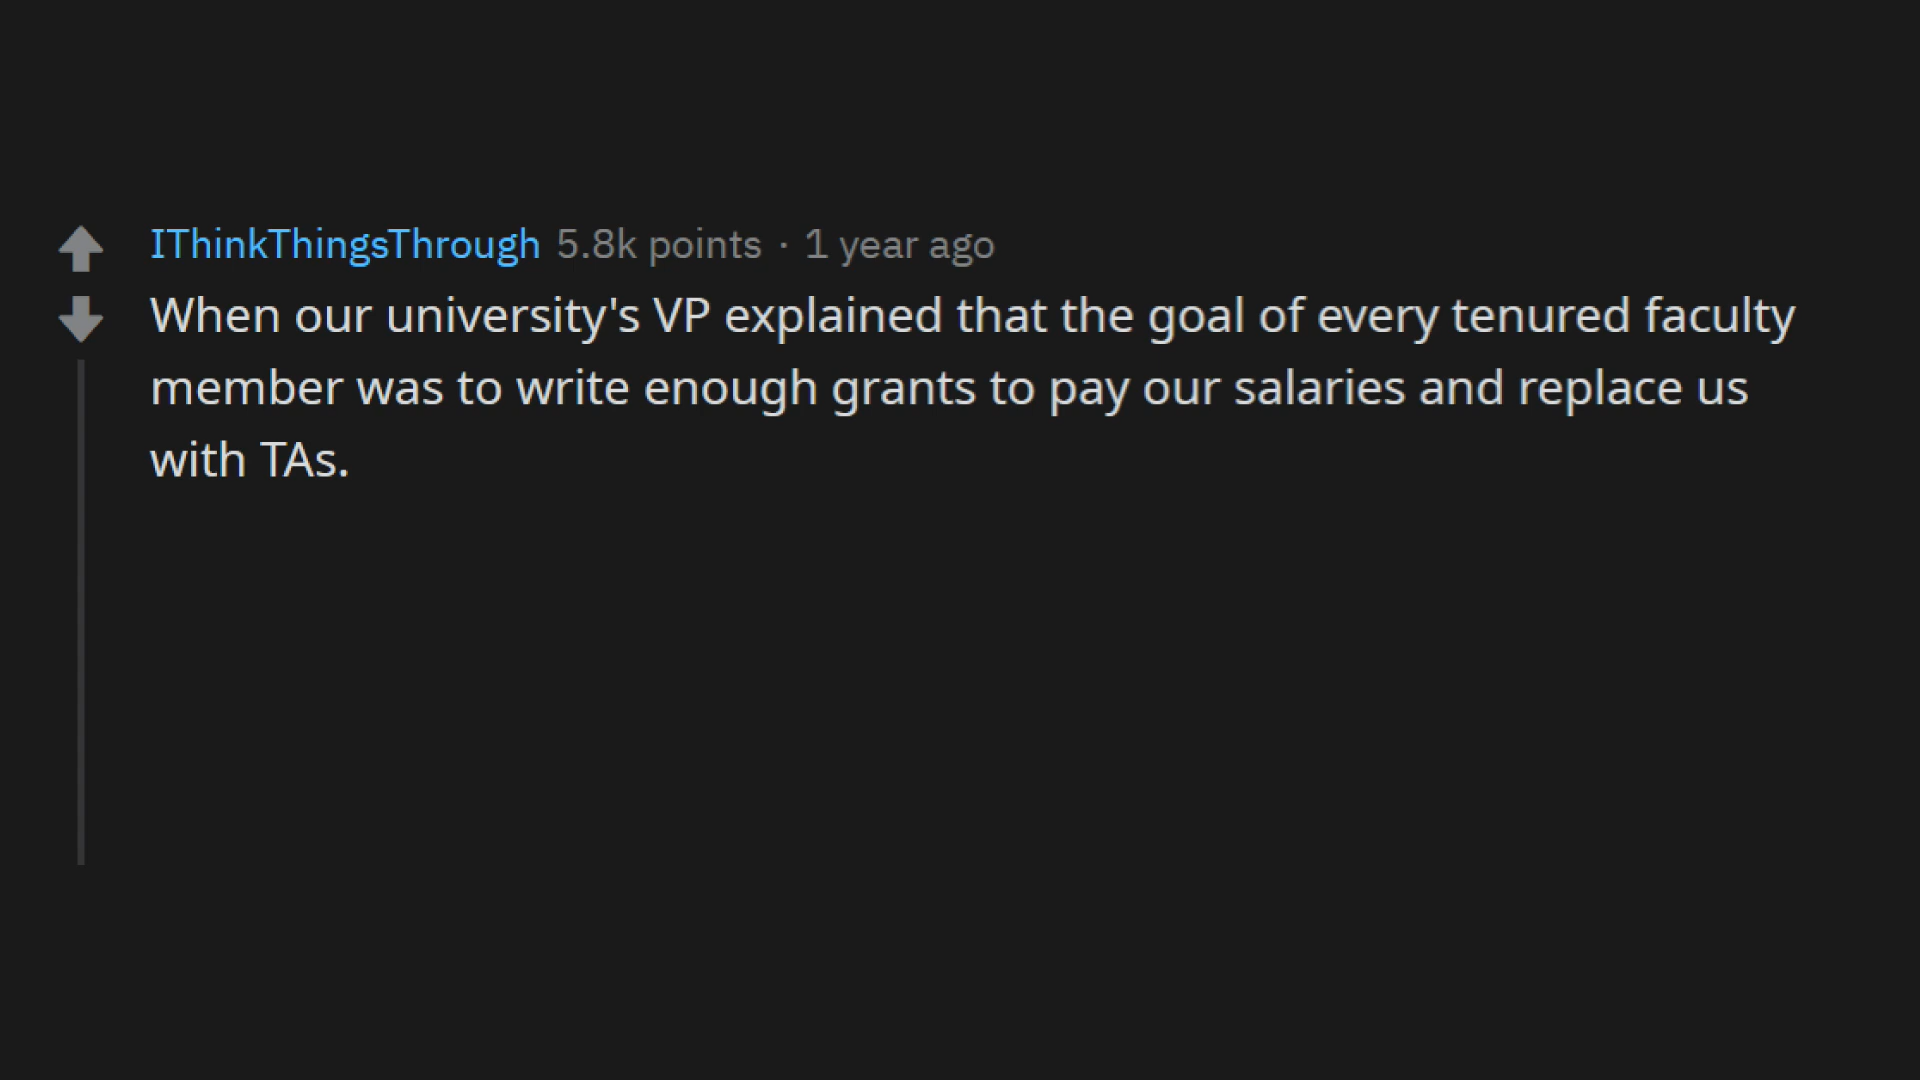 IThinkThingsThrough 5.8k points · 1 year ago
When our university's VP explained that the goal of every tenured faculty
member was to write enough grants to pay our salaries and replace us
with TAs.